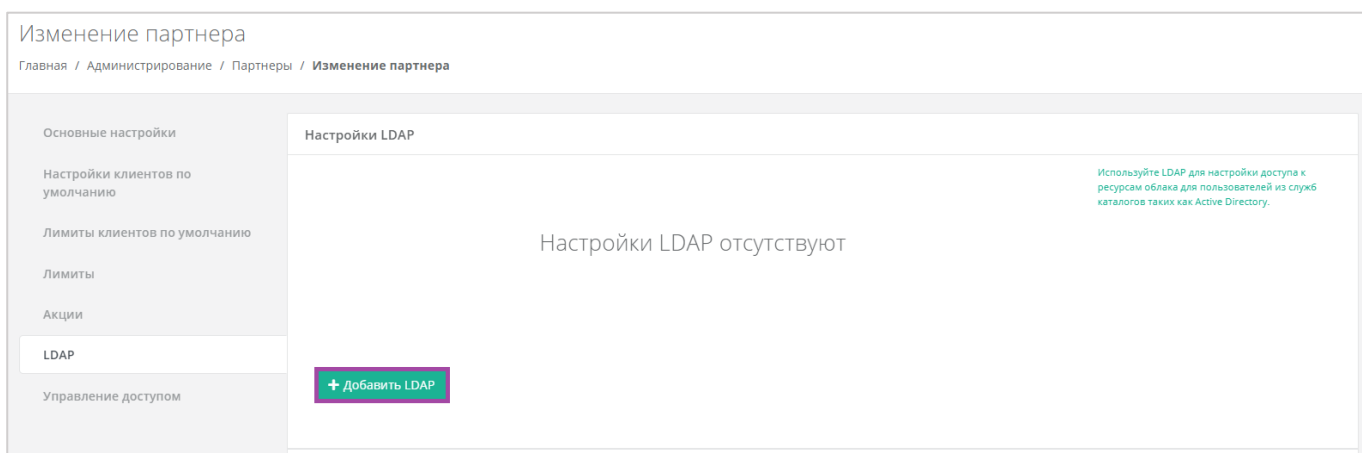 Изменение партнера
Главная / Администрирование / Партнеры / Изменение партнера
Основные настройки
Настройки клиентов по
умолчанию
Лимиты клиентов по умолчанию
Лимиты
Акции
LDAP
Управление доступом
Настройки LDAP
Используйте LDAP для настройки доступа к
ресурсам облака для пользователей из служб
каталогов таких как Active Directory.
Настройки LDAP отсутствуют
+ Добавить LDAP